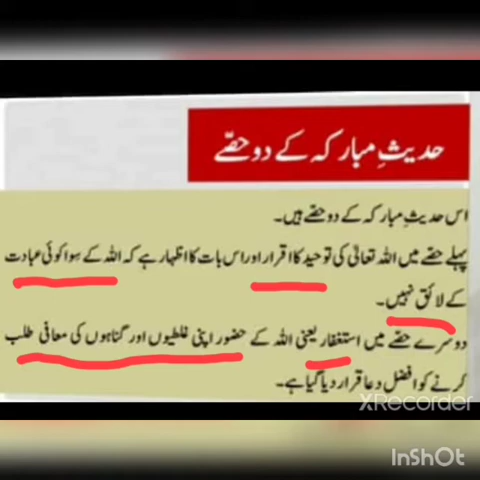 حدیثِ مبارکہ کے دو حصّے
اس حدیث مبارکہ کے دو حصے ہیں۔
پہلے حصے میں اللہ تعالیٰ کی توحید کا اقرار اور اس بات کا اظہار ہے کہ اللہ کے سوا کوئی عبادت
کے لائق نہیں۔
دوسرے حصے میں استغفار یعنی اللہ کے حضور اپنی غلطیوں اور گناہوں کی معافی طلب
کرنے کو افضل دعا قرار دیا گیا ہے۔
XRecorder
InShOt